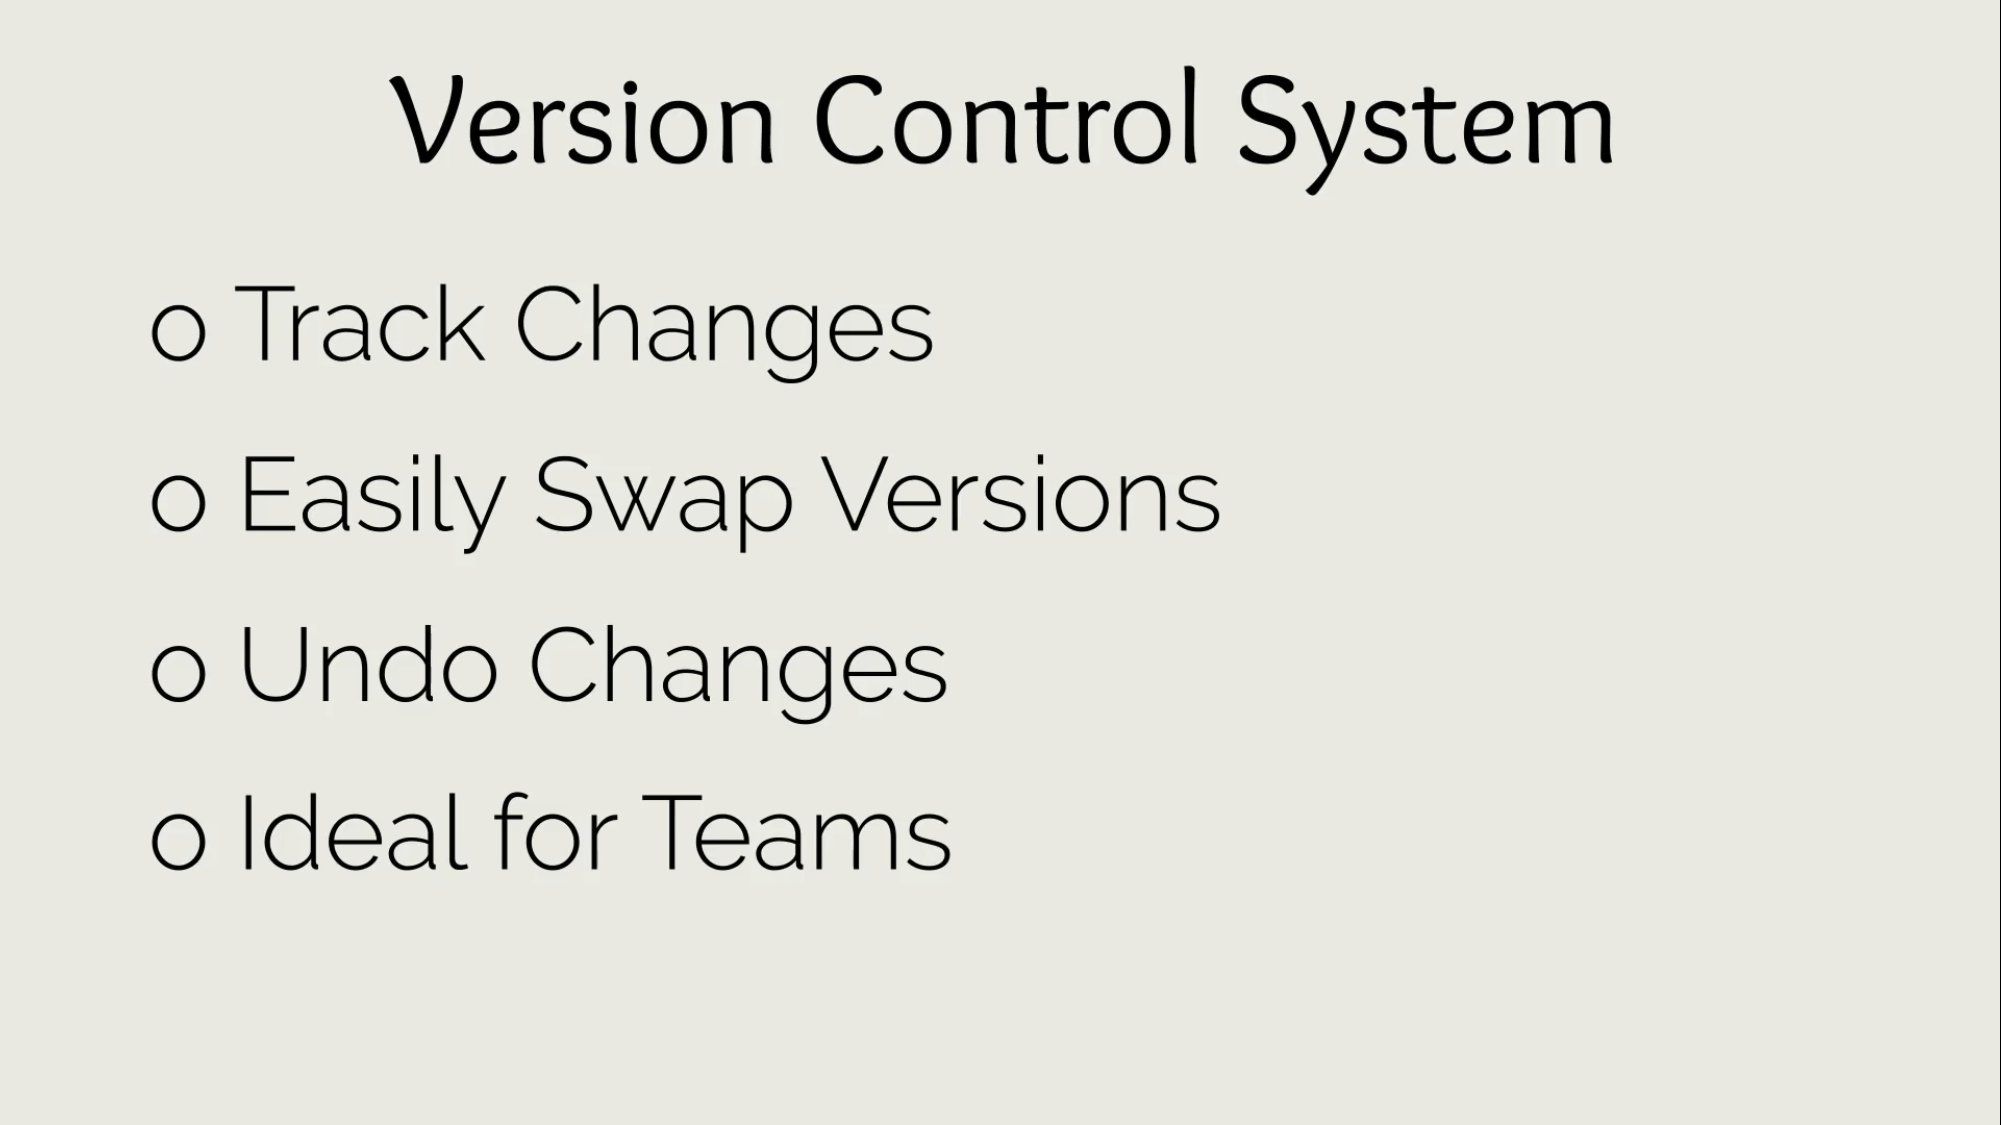 Version Control System
o Track Changes
o Easily Swap Versions
o Undo Changes
o Ideal for Teams